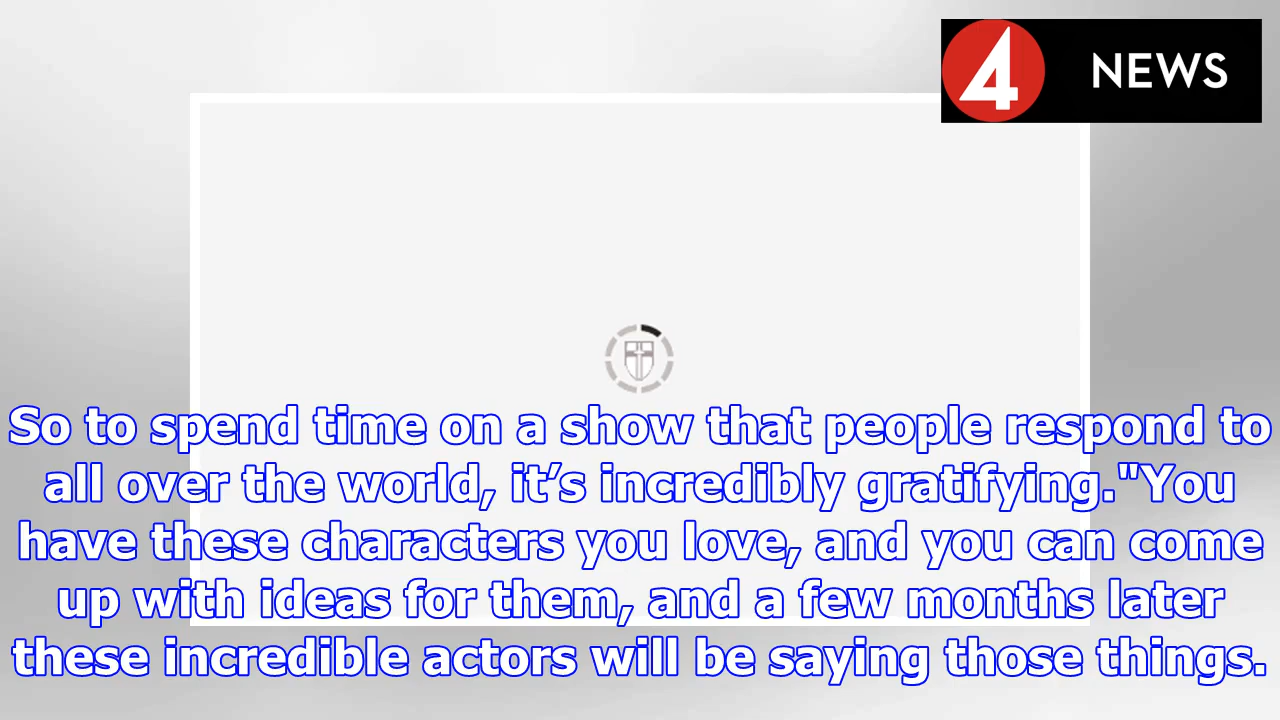 4 NEWS
So to spend time on a show that people respond to
all over the world, it’s incredibly gratifying."You
have these characters you love, and you can come
up with ideas for them, and a few months later
these incredible actors will be saying those things.